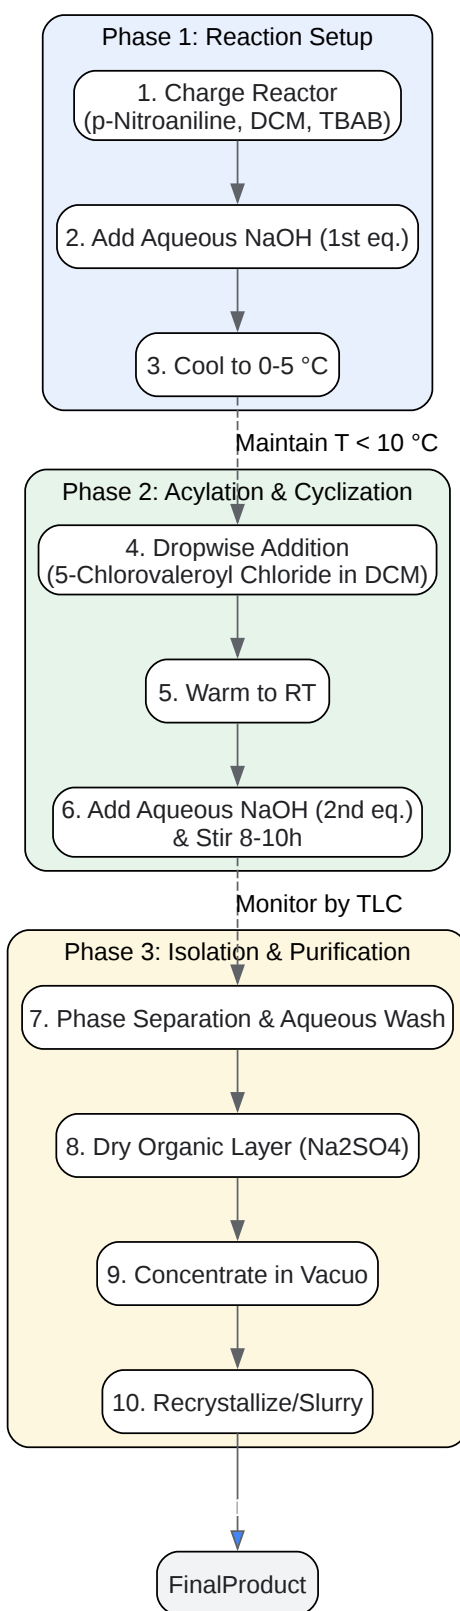 Phase 1: Reaction Setup
1. Charge Reactor
(p-Nitroaniline, DCM, TBAB)
2. Add Aqueous NaOH (1st eq.)
3. Cool to 0-5 °C
Maintain T < 10 °C
Phase 2: Acylation & Cyclization
4. Dropwise Addition
(5-Chlorovaleroyl Chloride in DCM)
5. Warm to RT
6. Add Aqueous NaOH (2nd eq.)
& Stir 8-10h
Monitor by TLC
Phase 3: Isolation & Purification
7. Phase Separation & Aqueous Wash
8. Dry Organic Layer (Na2SO4)
9. Concentrate in Vacuo
10. Recrystallize/Slurry
FinalProduct